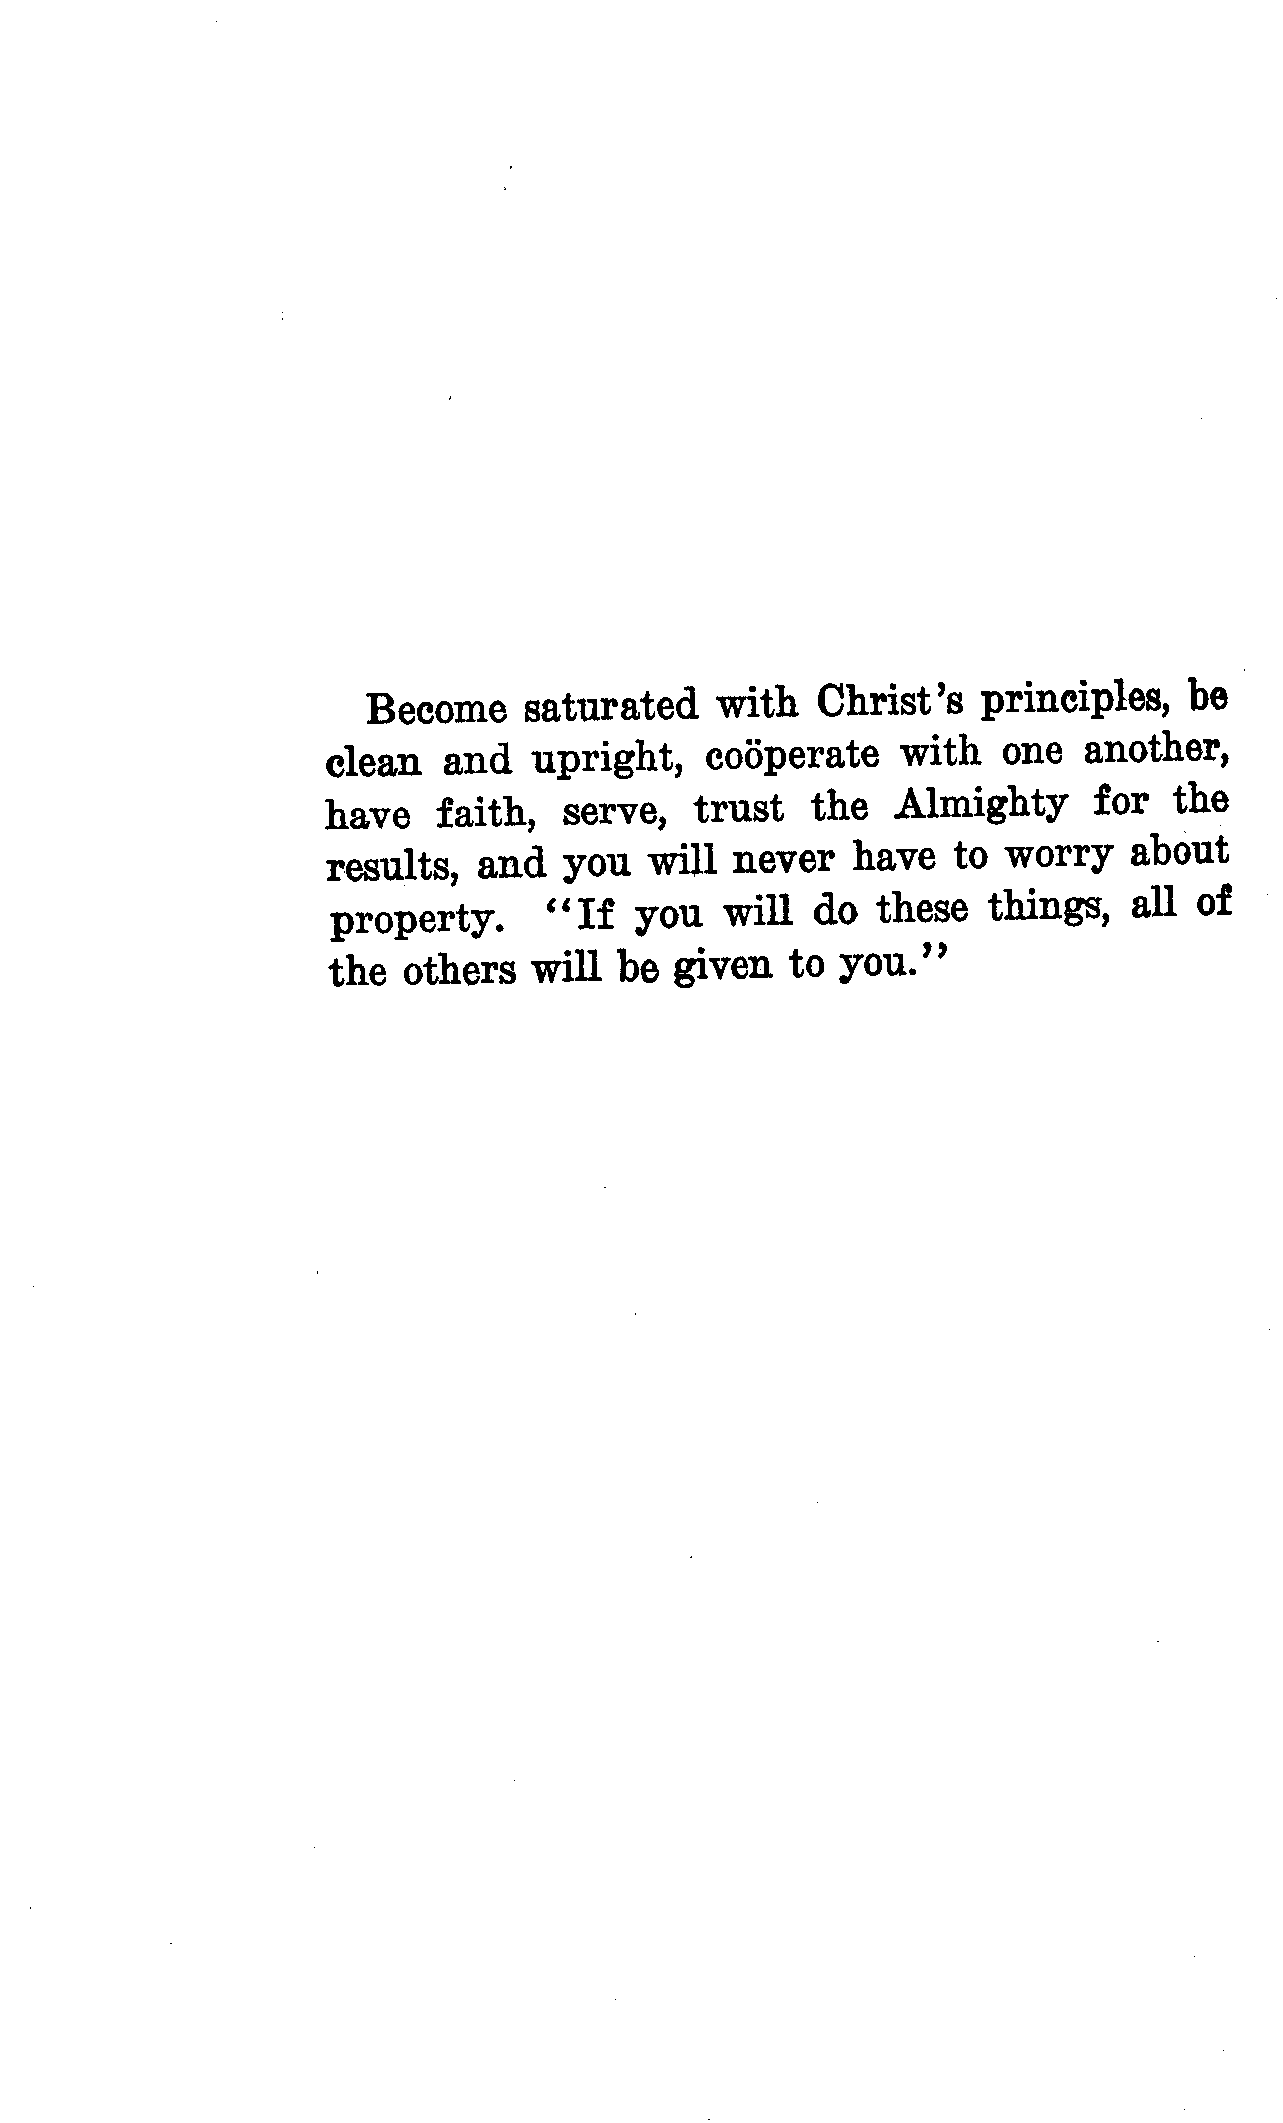 Become saturated with Christ's principles, be
clean and upright, coöperate with one another,
have faith, serve, trust the Almighty for the
results, and you will never have to worry about
property. "If you will do these things, all of
the others will be given to you."